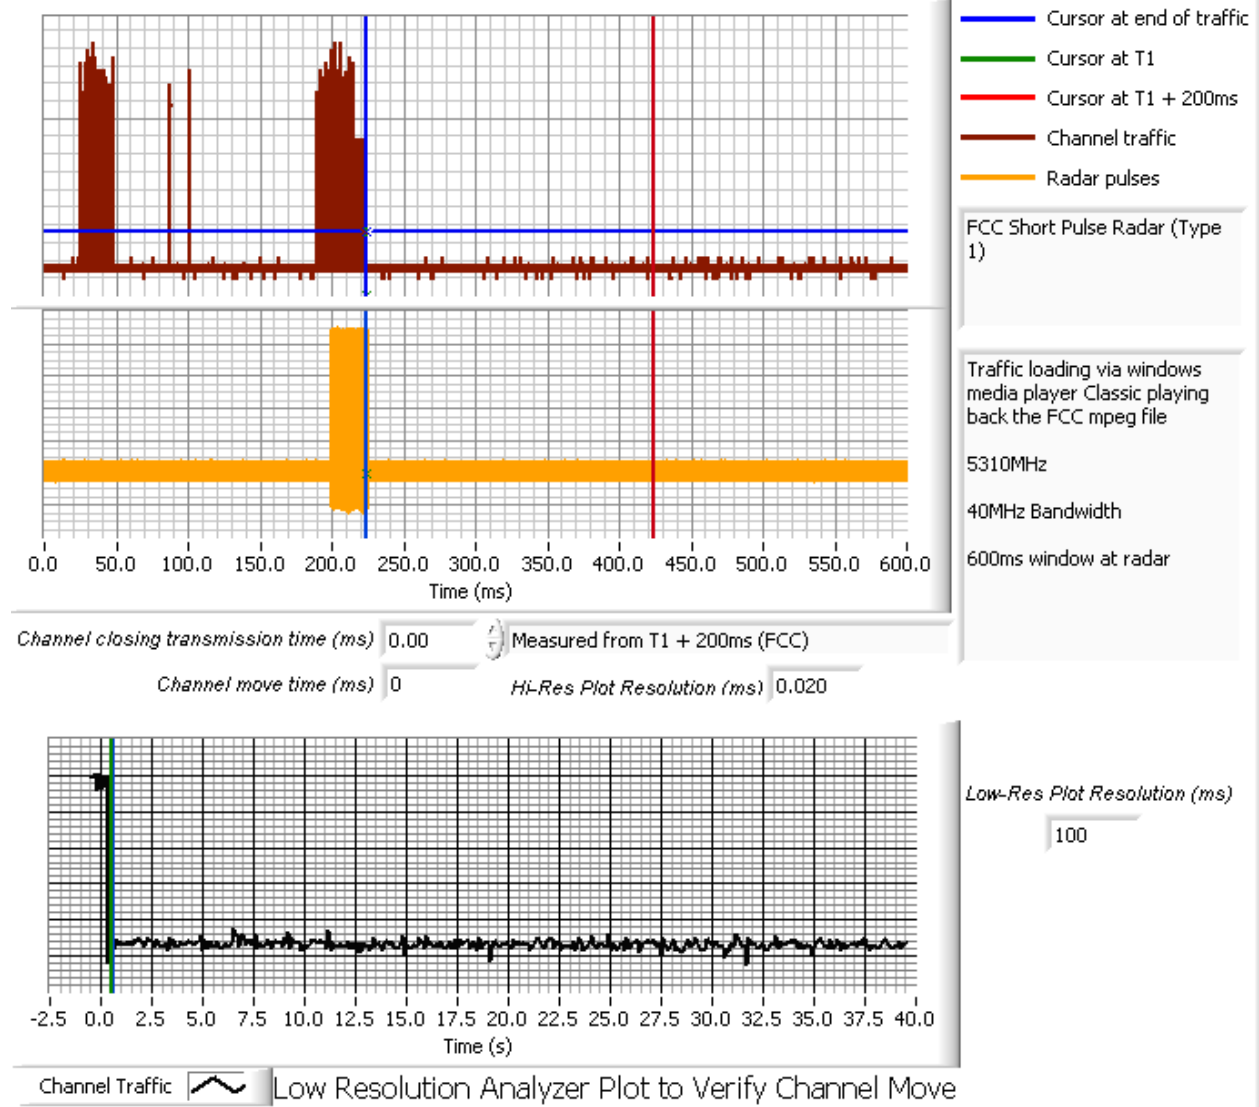 Cursor at end of traffic
Cursor at T1
Cursor at T1 + 200ms
Channel traffic
Radar pulses
FCC Short Pulse Radar (Type
1)
Traffic loading via windows
media player Classic playing
back the FCC mpeg file
5310MHz
40MHz Bandwidth
600ms window at radar
0.0 50.0 100.0 150.0 200.0 250.0 300.0 350.0 400.0 450.0 500.0 550.0 600.0
Time (ms)
Channel closing transmission time (ms) 0.00 Measured from T1 + 200ms (FCC)
Channel move time (ms) 0 Hi-Res Plot Resolution (ms) 0.020
Low-Res Plot Resolution (ms)
100
-2.5 0.0 2.5 5.0 7.5 10.0 12.5 15.0 17.5 20.0 22.5 25.0 27.5 30.0 32.5 35.0 37.5 40.0
Time (s)
Channel Traffic Low Resolution Analyzer Plot to Verify Channel Move